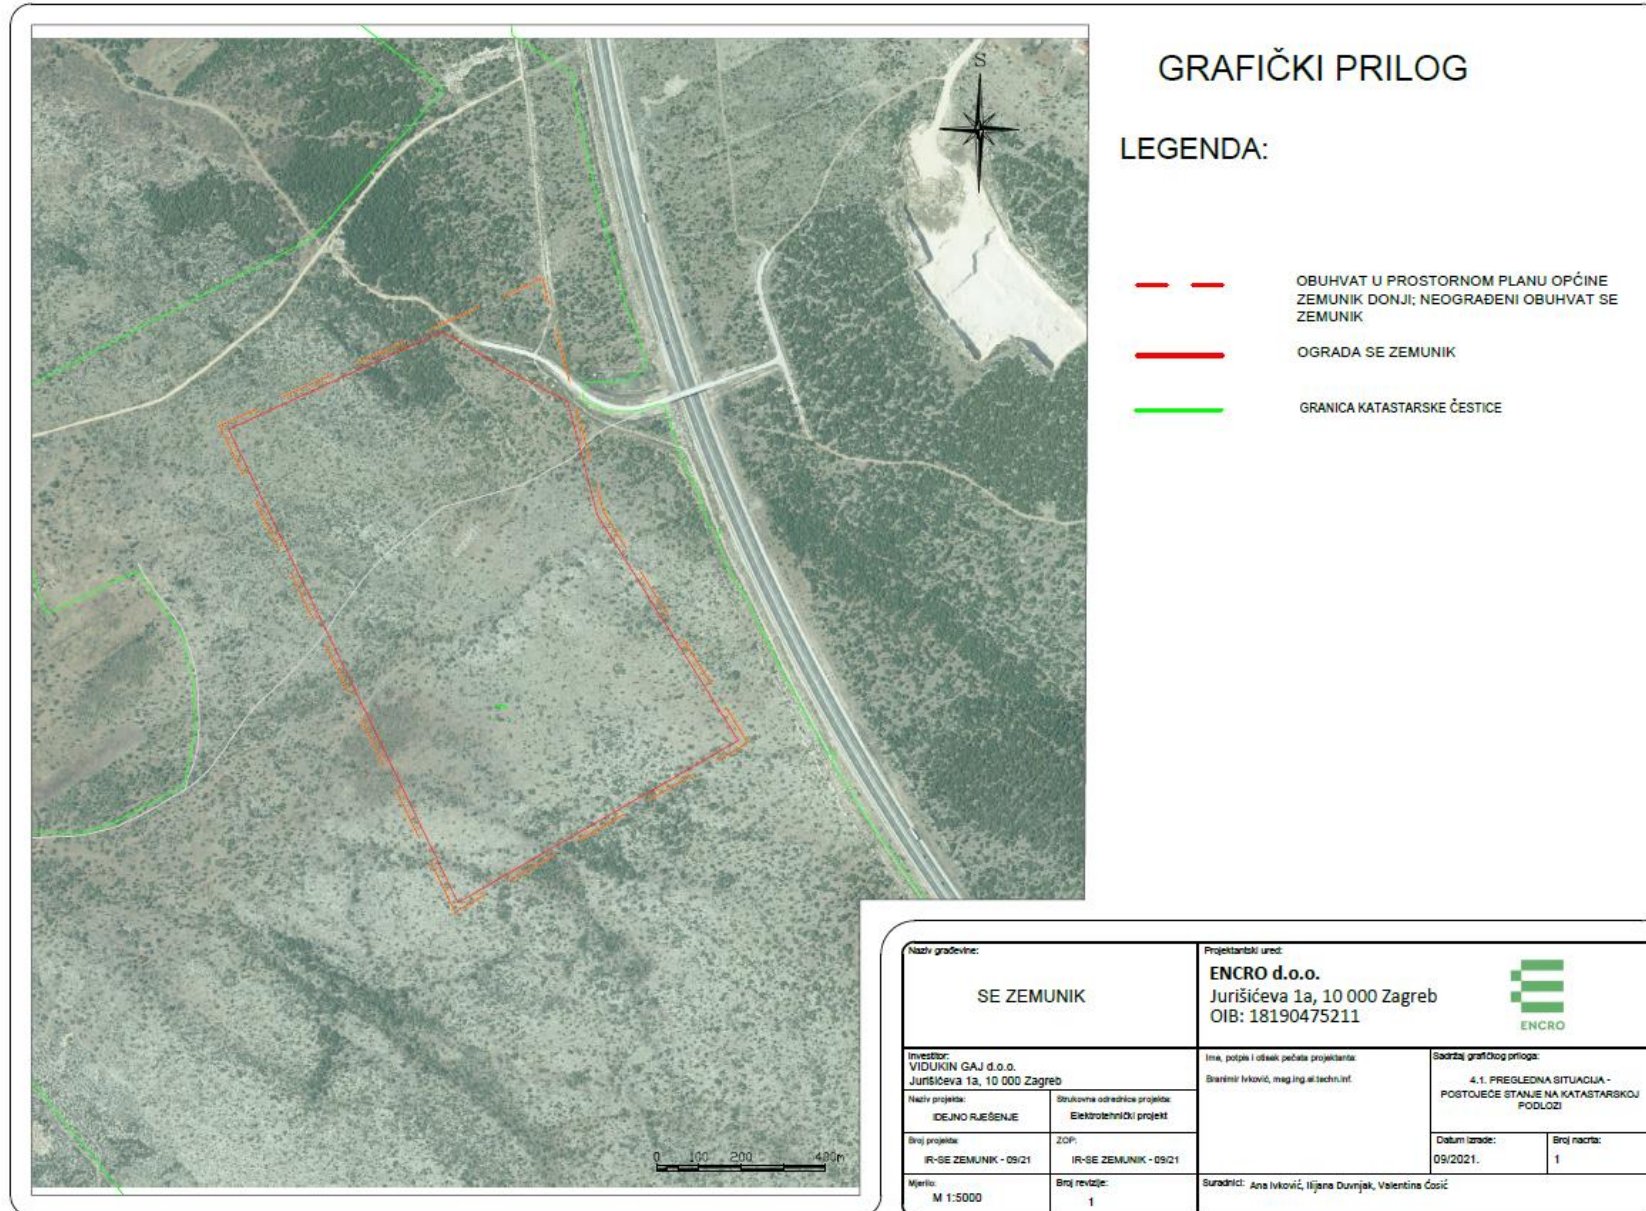 GRAFIČKI PRILOG
S
LEGENDA:
OBUHVAT U PROSTORNOM PLANU OPĆINE
ZEMUNIK DONJI; NEOGRAĐENI OBUHVAT SE
ZEMUNIK
OGRADA SE ZEMUNIK
GRANICA KATASTARSKE ČESTICE
0 100 200 400m
Naziv građevine:
SE ZEMUNIK
Projektantski ured:
ENCRO d.o.o.
Jurišićeva 1a, 10 000 Zagreb
OIB: 18190475211
ENCRO
Investitor:
VIDUKIN GAJ d.o.o.
Jurišićeva 1a, 10 000 Zagreb
Ime, potpis i otisak pečata projektanta:
Branimir Ivković, mag.ing.el.techn.inf.
Sadržaj grafičkog priloga:
4.1. PREGLEDNA SITUACIJA -
POSTOJEĆE STANJE NA KATASTARSKOJ
PODLOZI
Naziv projekta:
IDEJNO RJEŠENJE
Strukovna odrednica projekta:
Elektrotehnički projekt
Broj projekta:
IR-SE ZEMUNIK - 09/21
ZOP:
IR-SE ZEMUNIK - 09/21
Datum izrade:
09/2021.
Broj nacrta:
1
Mjerilo:
M 1:5000
Broj revizije:
1
Suradnici: Ana Ivković, Ilijana Duvnjak, Valentina Ćosić